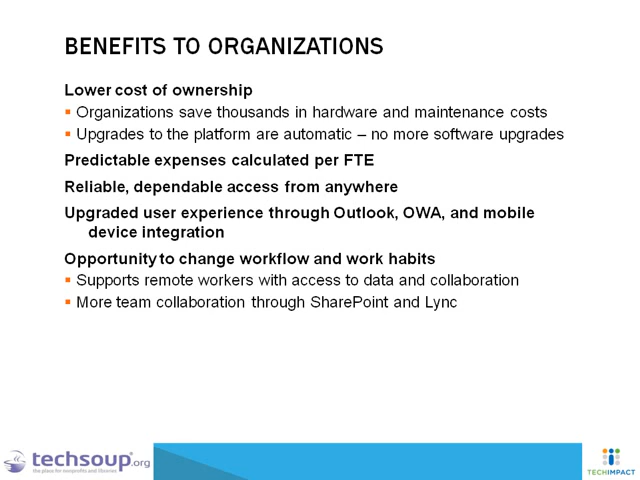 BENEFITS TO ORGANIZATIONS
Lower cost of ownership
▪ Organizations save thousands in hardware and maintenance costs
▪ Upgrades to the platform are automatic – no more software upgrades
Predictable expenses calculated per FTE
Reliable, dependable access from anywhere
Upgraded user experience through Outlook, OWA, and mobile
device integration
Opportunity to change workflow and work habits
▪ Supports remote workers with access to data and collaboration
▪ More team collaboration through SharePoint and Lync
techsoup.org
the place for nonprofits and libraries
TECHIMPACT